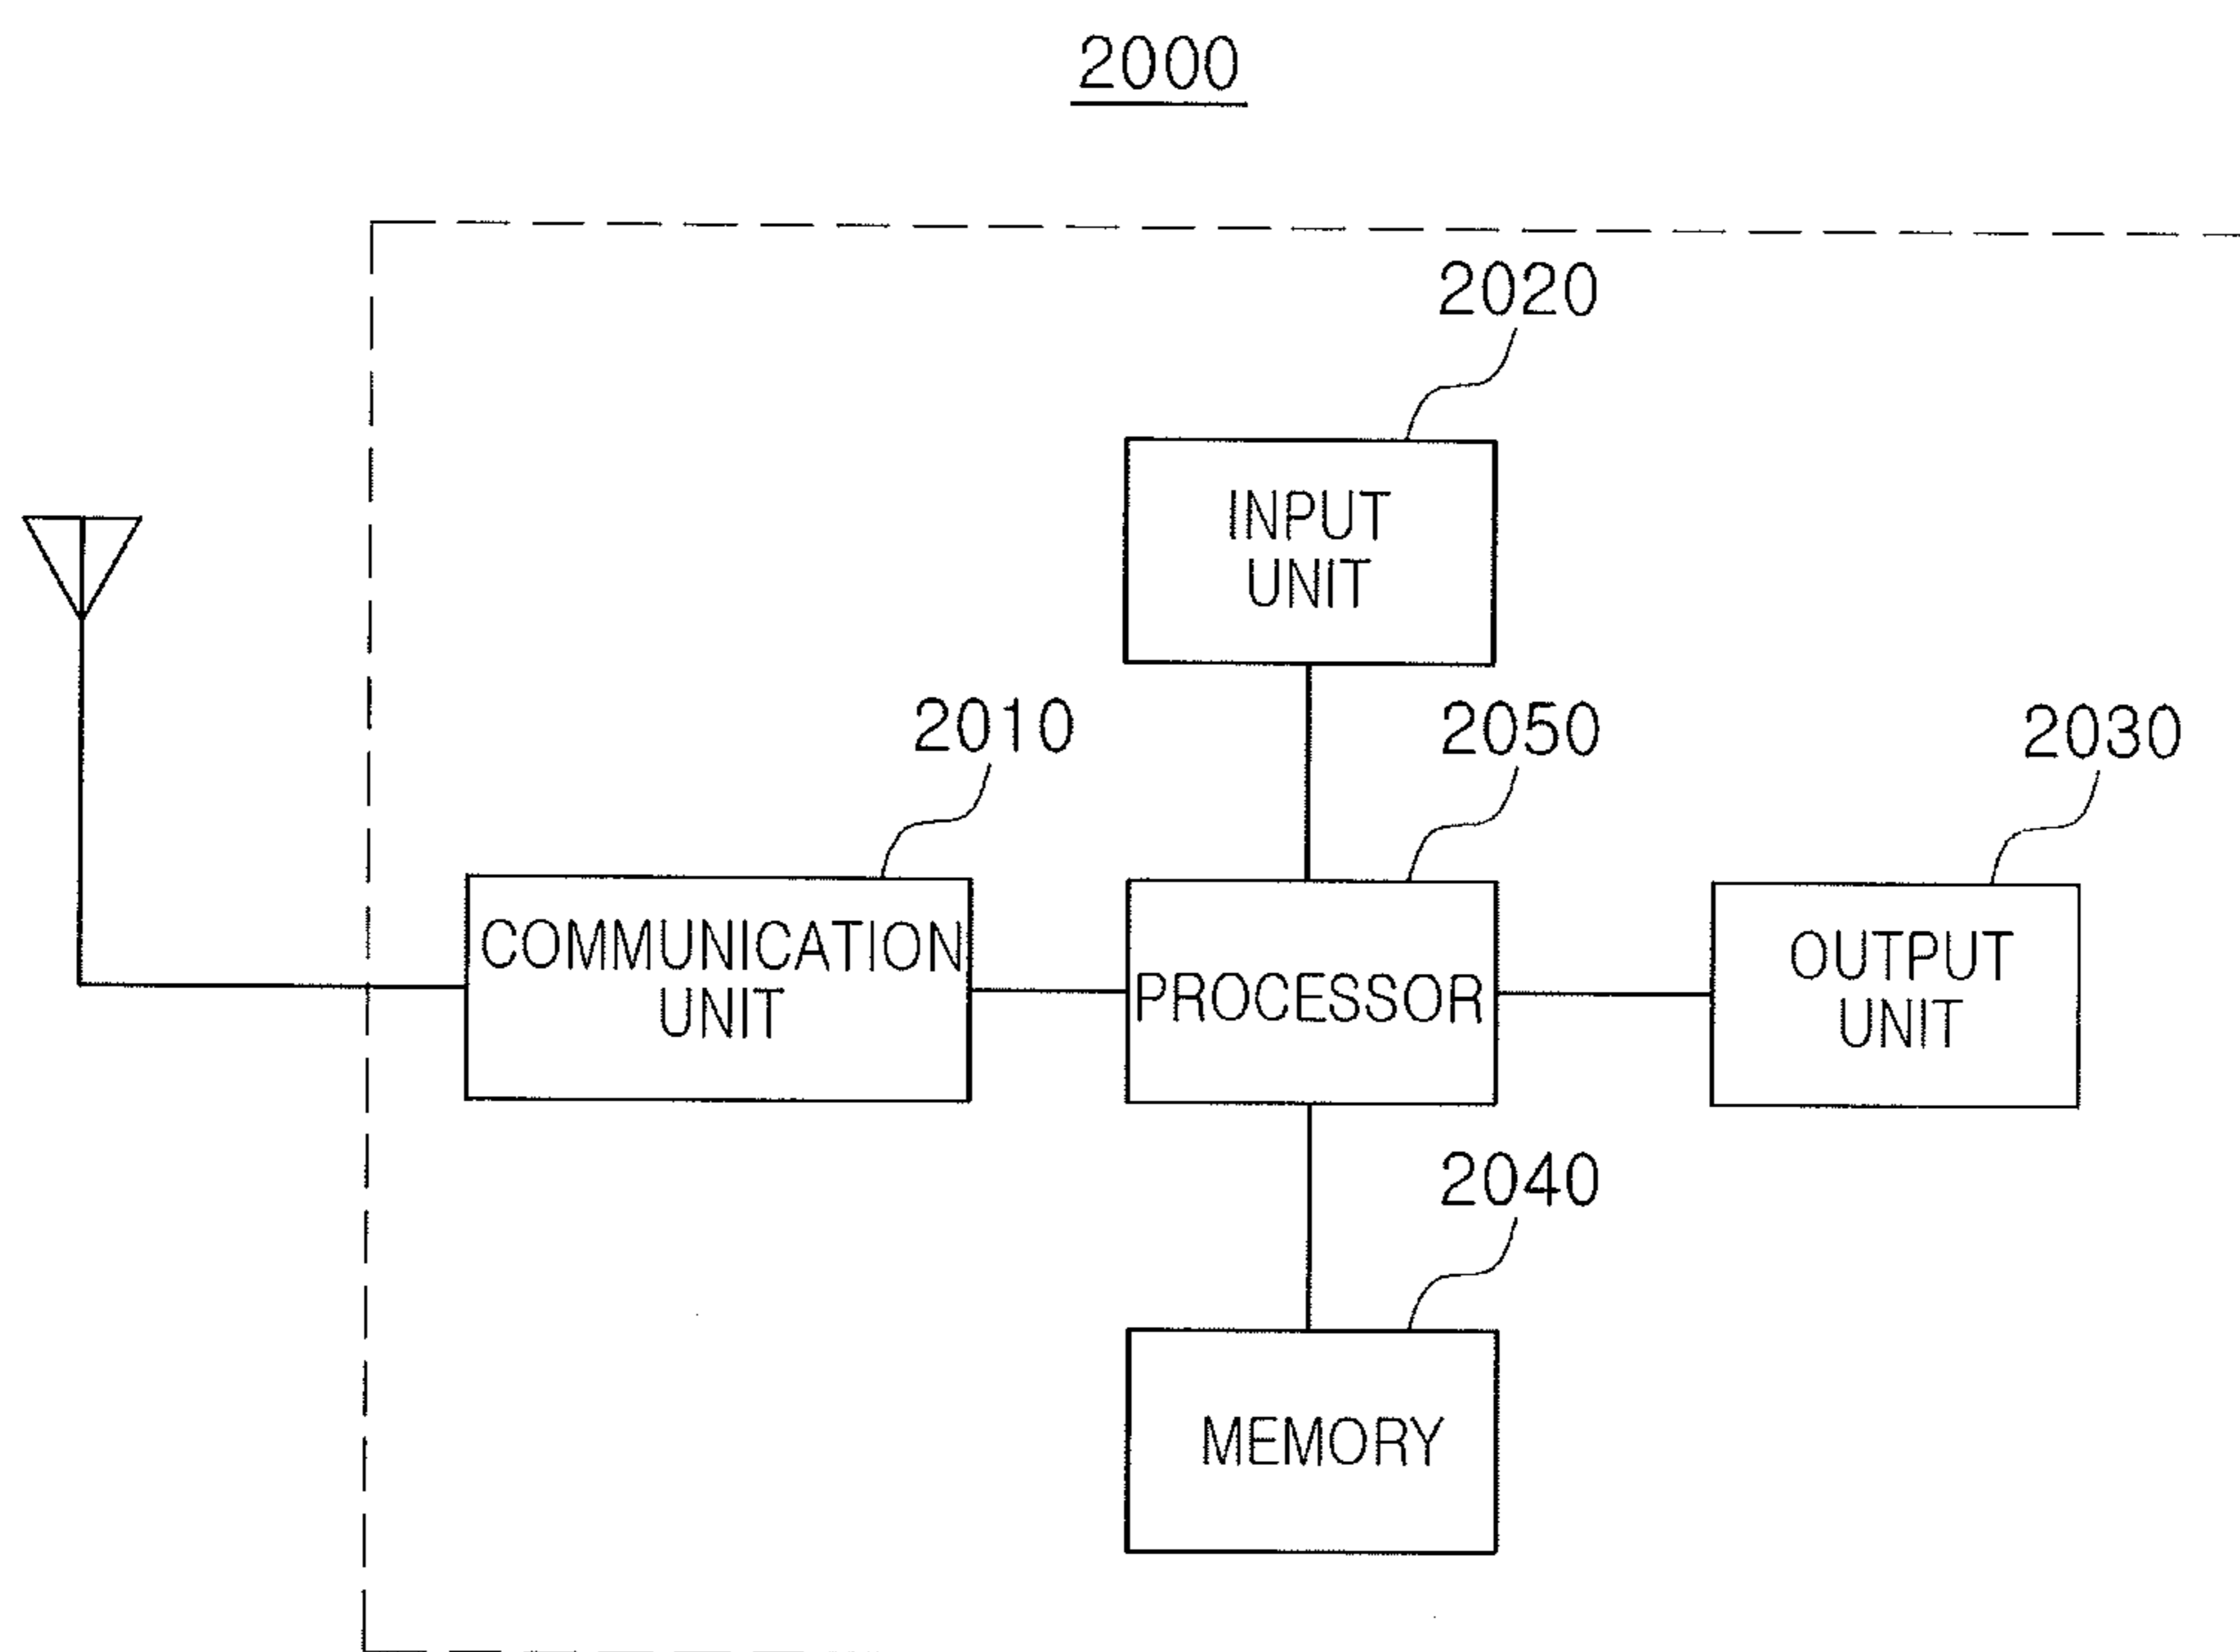 2000
2020
INPUT
UNIT
2010
2050
2030
COMMUNICATION
UNIT
PROCESSOR
OUTPUT
UNIT
2040
MEMORY